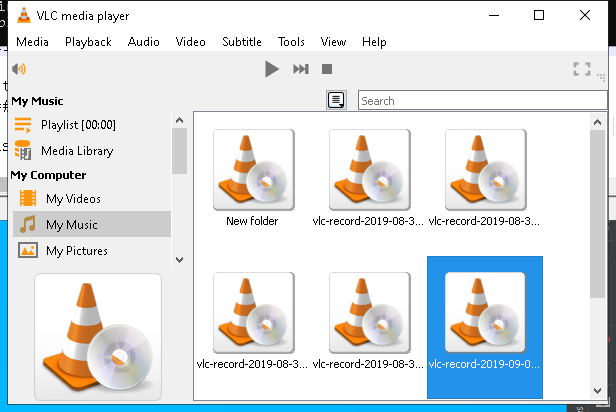 VLC media player
Media Playback Audio Video Subtitle Tools View Help
My Music
Search
Playlist [00:00]
Media Library
My Computer
My Videos
My Music
My Pictures
New folder
vlc-record-2019-08-3...
vlc-record-2019-08-3...
vlc-record-2019-08-3...
vlc-record-2019-08-3...
vlc-record-2019-09-0...